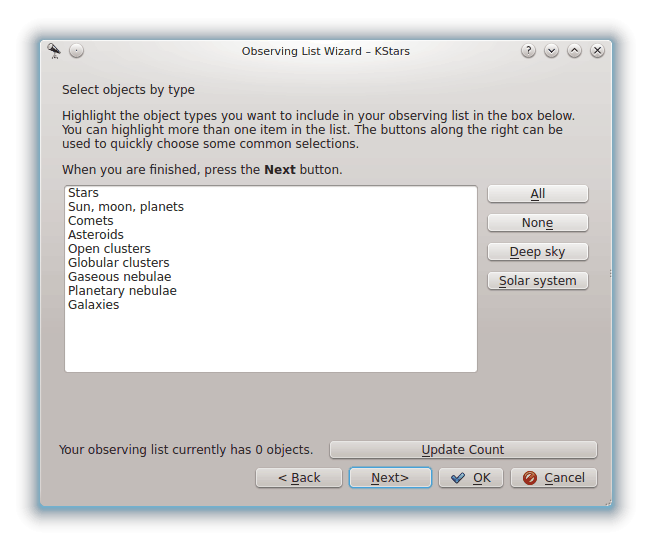 Observing List Wizard – KStars
Select objects by type
Highlight the object types you want to include in your observing list in the box below.
You can highlight more than one item in the list. The buttons along the right can be
used to quickly choose some common selections.
When you are finished, press the Next button.
Stars
Sun, moon, planets
Comets
Asteroids
Open clusters
Globular clusters
Gaseous nebulae
Planetary nebulae
Galaxies
All
None
Deep sky
Solar system
Your observing list currently has 0 objects.
Update Count
< Back
Next>
OK
Cancel